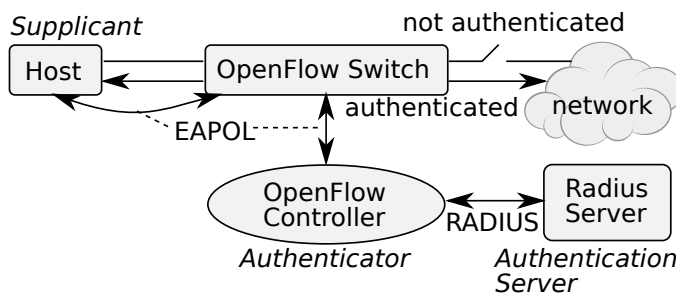 Supplicant
not authenticated
Host
OpenFlow Switch
network
authenticated
EAPOL
OpenFlow
Controller
Radius
Server
RADIUS
Authenticator
Authentication
Server